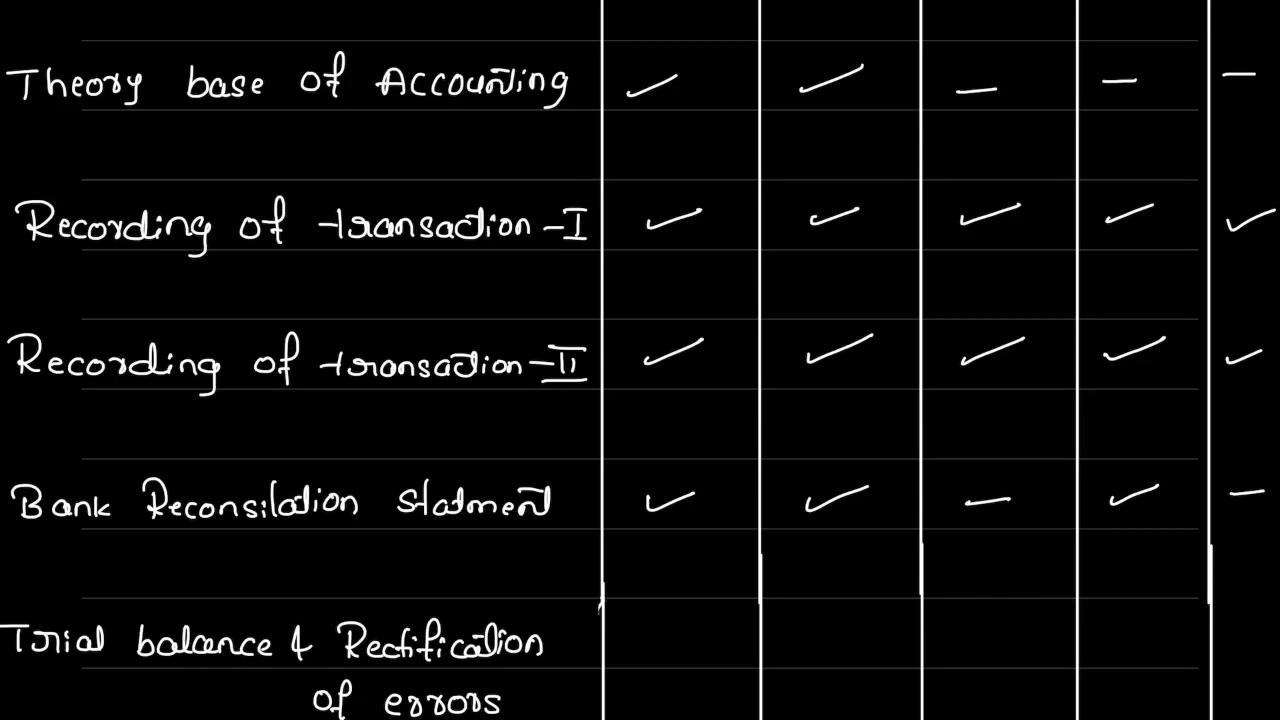 Theory base of Accounting ✓ ✓ — — —
Recording of transaction -I ✓ ✓ ✓ ✓ ✓
Recording of transaction -II ✓ ✓ ✓ ✓ ✓
Bank Reconsilation statment ✓ ✓ — ✓ —
Trial balance & Rectification
of errors